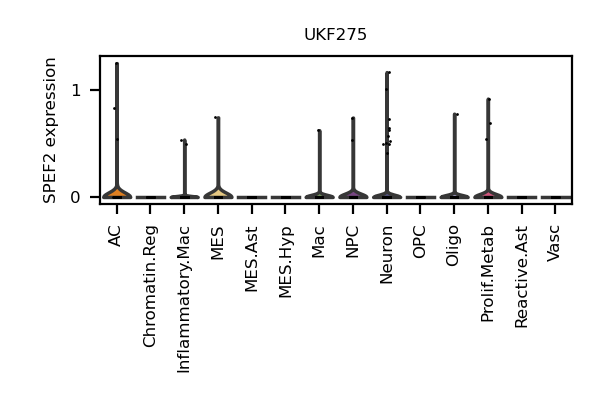 UKF275
SPEF2 expression
1
0
AC
Chromatin.Reg
Inflammatory.Mac
MES
MES.Ast
MES.Hyp
Mac
NPC
Neuron
OPC
Oligo
Prolif.Metab
Reactive.Ast
Vasc